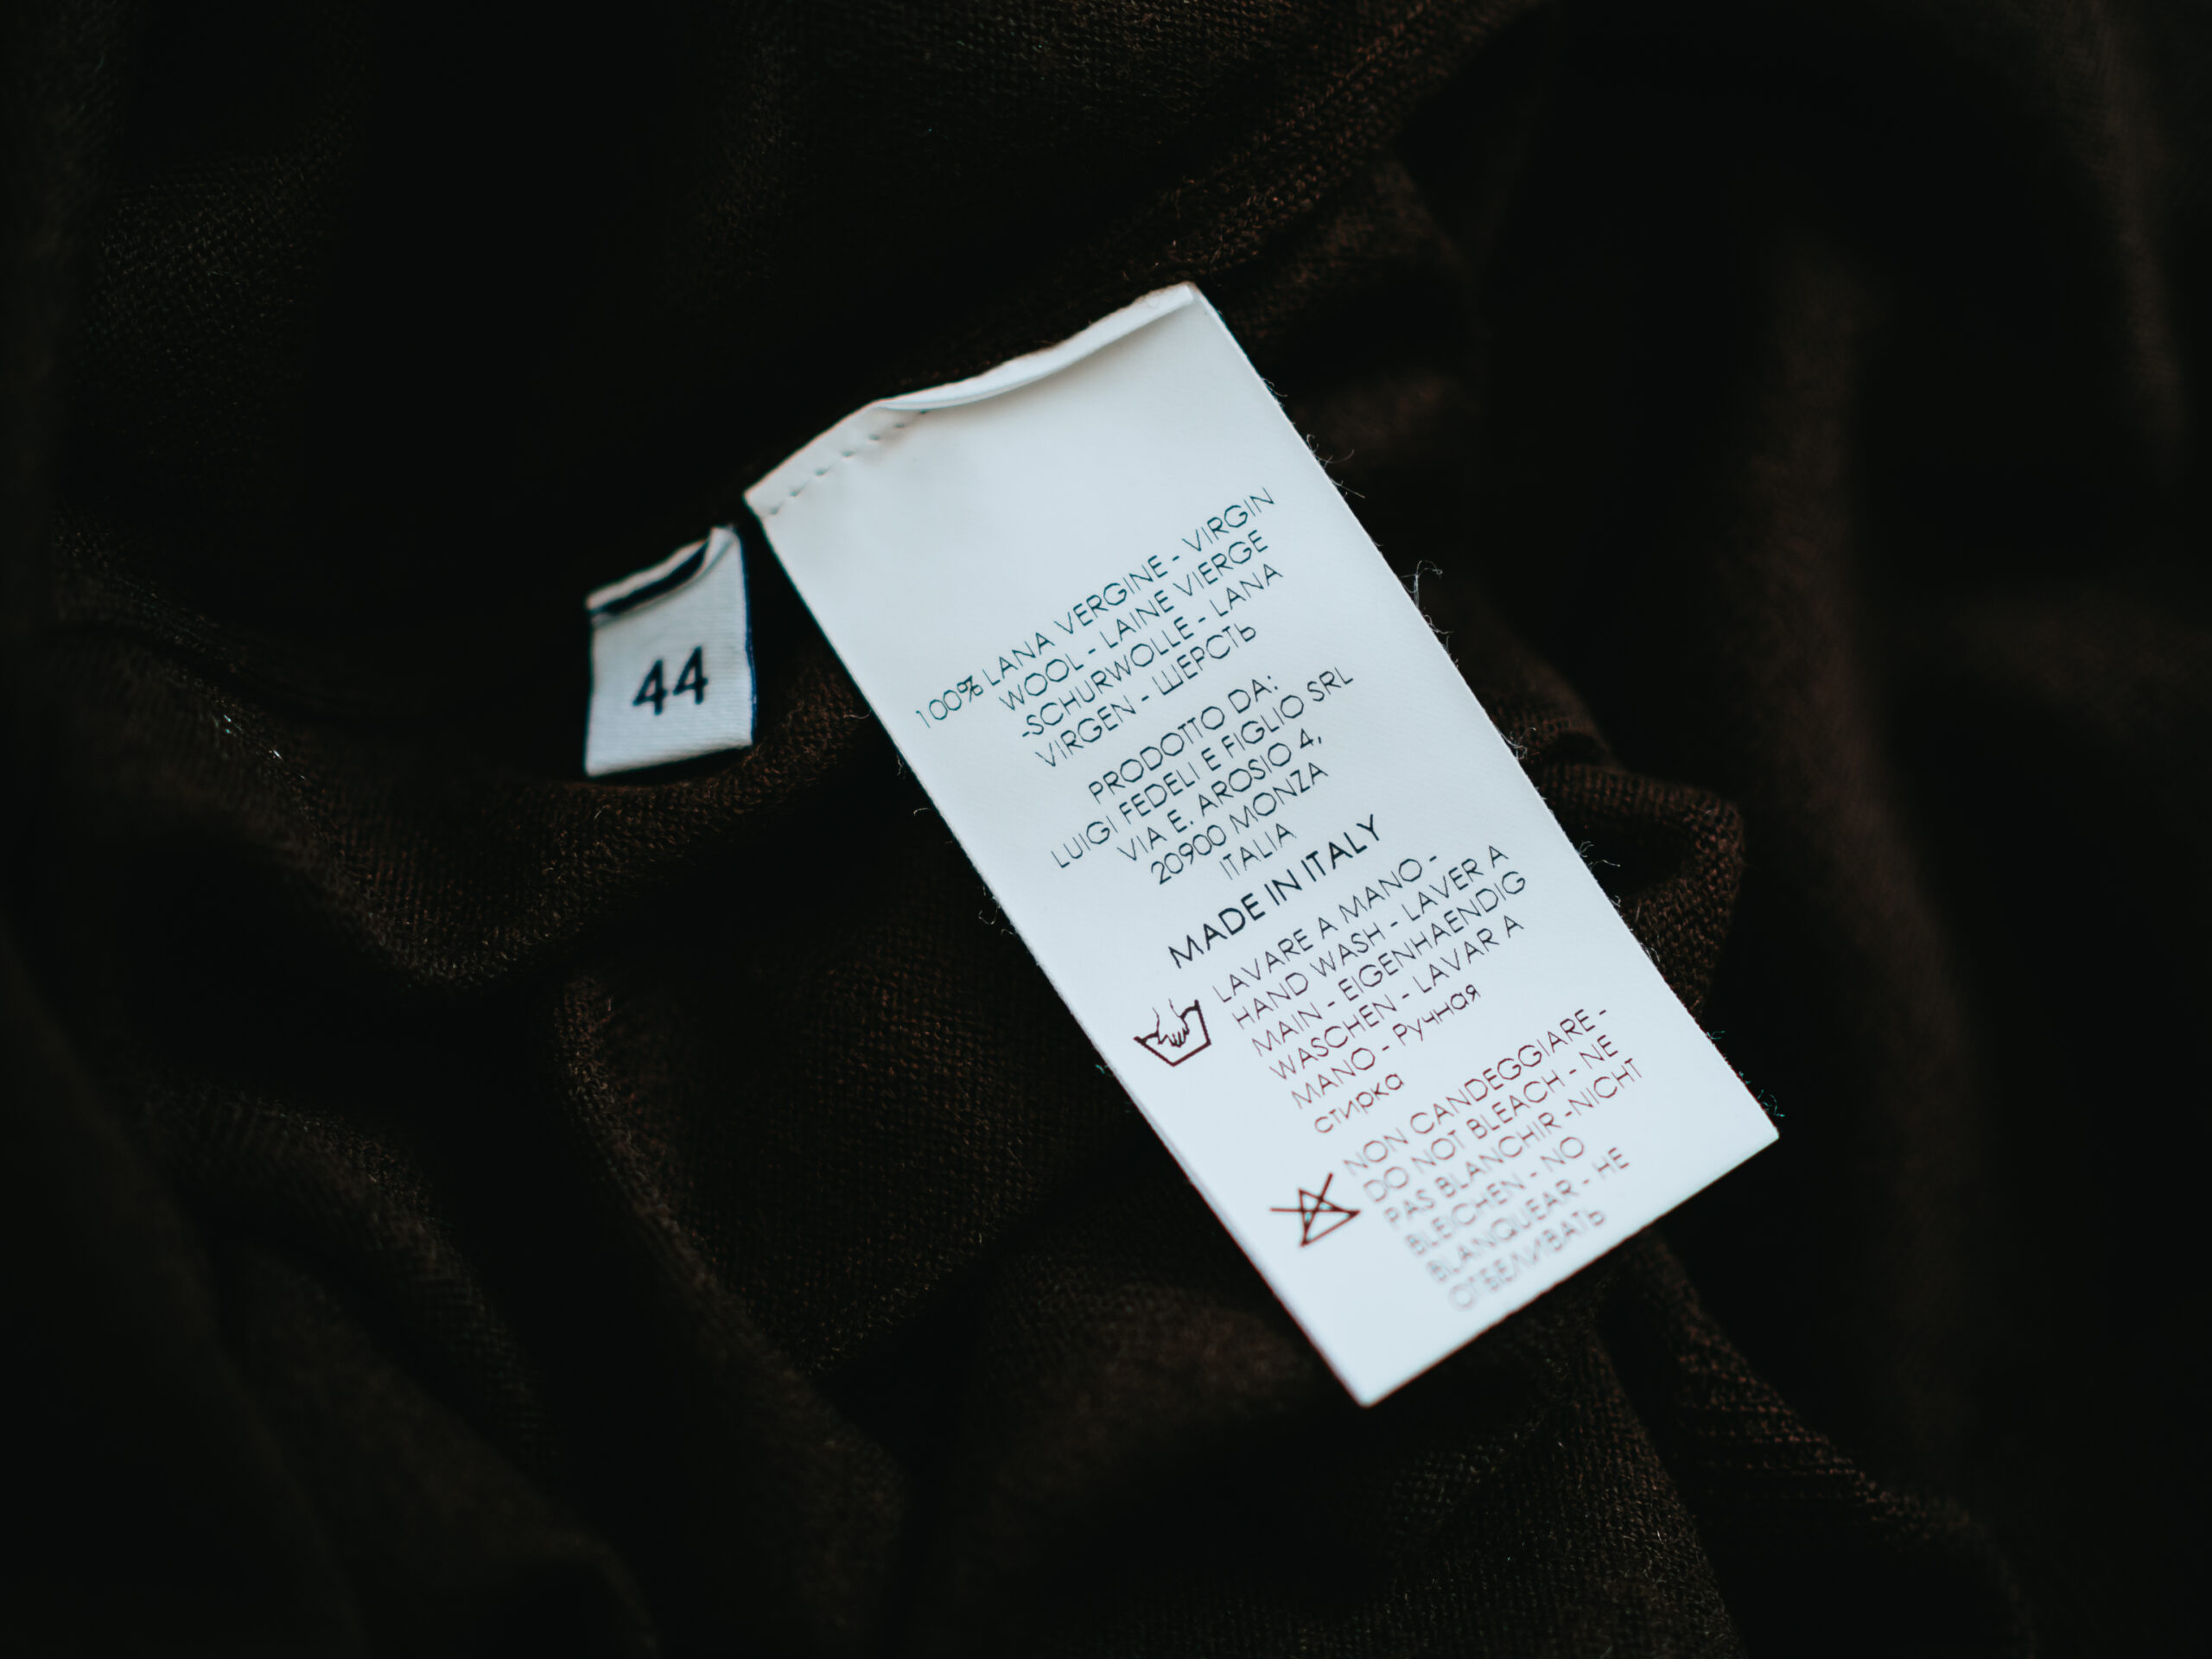 44
100% LANA VERGINE - VIRGIN
WOOL - LAINE VIERGE
-SCHURWOLLE - LANA
VIRGEN - ШЕРСТЬ
PRODOTTO DA:
LUIGI FEDELI E FIGLIO SRL
VIA E. AROSIO 4,
20900 MONZA
ITALIA
MADE IN ITALY
LAVARE A MANO -
HAND WASH - LAVER A
MAIN - EIGENHAENDIG
WASCHEN - LAVAR A
MANO - Ручная
стирка
NON CANDEGGIARE -
DO NOT BLEACH - NE
PAS BLANCHIR -NICHT
BLEICHEN - NO
BLANQUEAR - НЕ
ОТБЕЛИВАТЬ